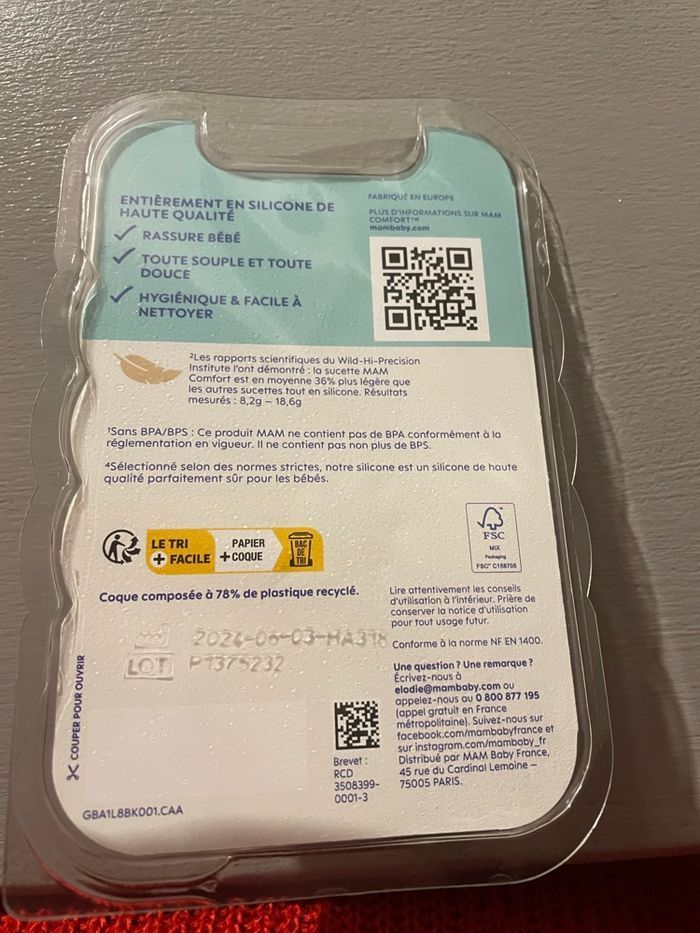 ENTIÈREMENT EN SILICONE DE
HAUTE QUALITÉ
RASSURE BÉBÉ
TOUTE SOUPLE ET TOUTE
DOUCE
HYGIÉNIQUE & FACILE À
NETTOYER
FABRIQUÉ EN EUROPE
PLUS D'INFORMATIONS SUR MAM
COMFORT™
mambaby.com
²Les rapports scientifiques du Wild-Hi-Precision
Institute l'ont démontré : la sucette MAM
Comfort est en moyenne 36% plus légère que
les autres sucettes tout en silicone. Résultats
mesurés : 8,2g – 18,6g
¹Sans BPA/BPS : Ce produit MAM ne contient pas de BPA conformément à la
réglementation en vigueur. Il ne contient pas non plus de BPS.
⁴Sélectionné selon des normes strictes, notre silicone est un silicone de haute
qualité parfaitement sûr pour les bébés.
LE TRI
+ FACILE
PAPIER
+ COQUE
BAC
DE
TRI
FSC
MIX
Packaging
FSC® C158705
Coque composée à 78% de plastique recyclé.
2024-06-03-HA318
LOT P1375232
COUPER POUR OUVRIR
GBA1L8BK001.CAA
Brevet :
RCD
3508399-
0001-3
Lire attentivement les conseils
d'utilisation à l'intérieur. Prière de
conserver la notice d'utilisation
pour tout usage futur.
Conforme à la norme NF EN 1400.
Une question ? Une remarque ?
Écrivez-nous à
elodie@mambaby.com ou
appelez-nous au 0 800 877 195
(appel gratuit en France
métropolitaine). Suivez-nous sur
facebook.com/mambabyfrance et
sur instagram.com/mambaby_fr
Distribué par MAM Baby France,
45 rue du Cardinal Lemoine –
75005 PARIS.